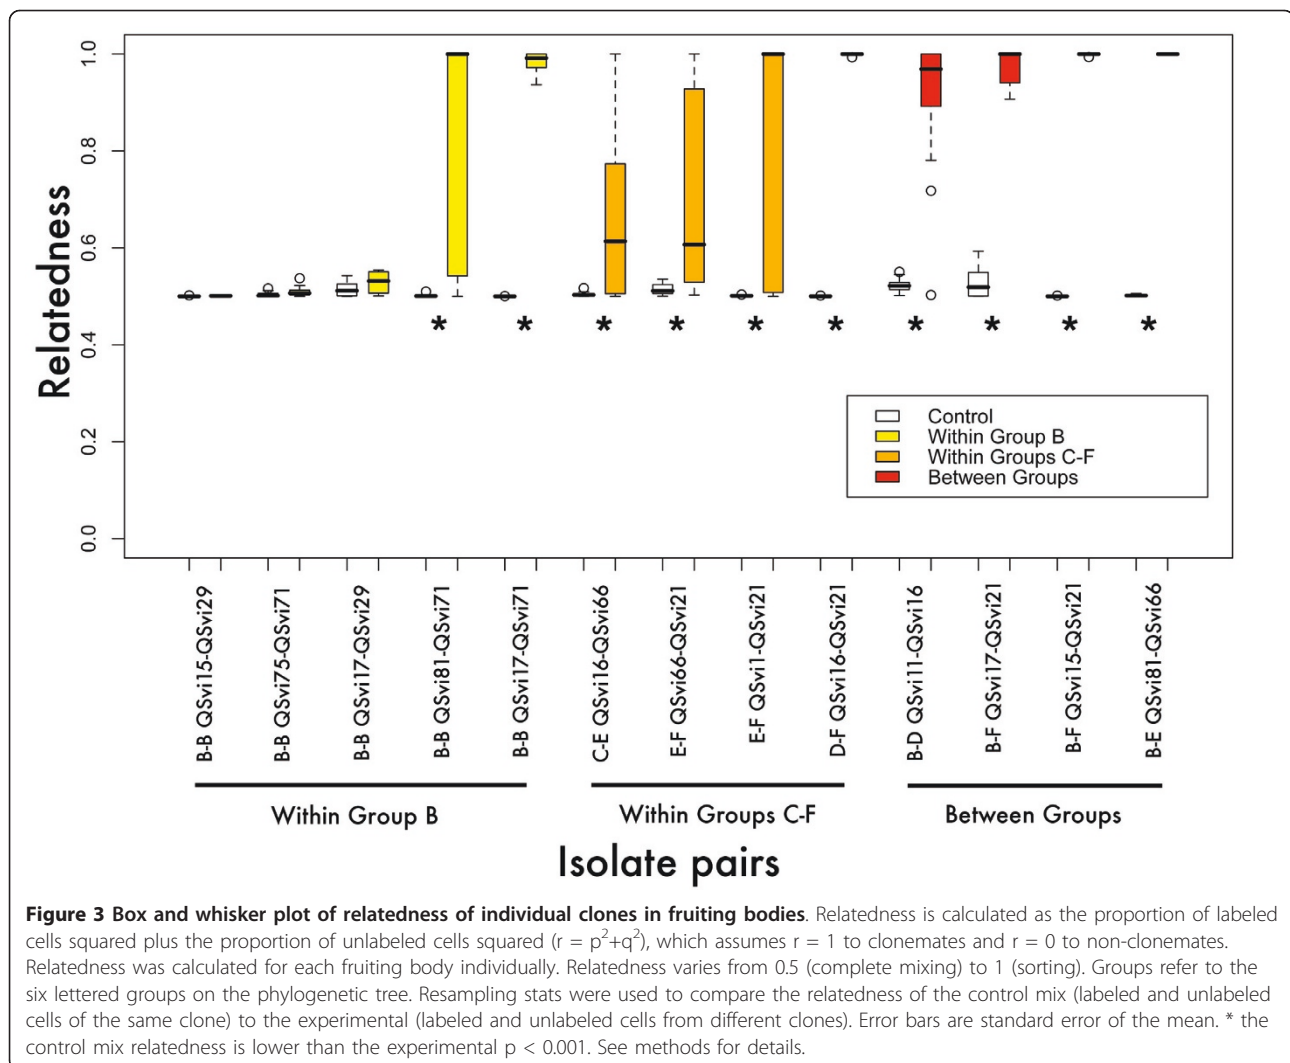 Relatedness
1.0
0.8
0.6
0.4
0.2
0.0
* * * * * * * * * *
Control
Within Group B
Within Groups C-F
Between Groups
B-B QSvi15-QSvi29
B-B QSvi75-QSvi71
B-B QSvi17-QSvi29
B-B QSvi81-QSvi71
B-B QSvi17-QSvi71
C-E QSvi16-QSvi66
E-F QSvi66-QSvi21
E-F QSvi1-QSvi21
D-F QSvi16-QSvi21
B-D QSvi11-QSvi16
B-F QSvi17-QSvi21
B-F QSvi15-QSvi21
B-E QSvi81-QSvi66
Within Group B
Within Groups C-F
Between Groups
Isolate pairs
Figure 3 Box and whisker plot of relatedness of individual clones in fruiting bodies. Relatedness is calculated as the proportion of labeled
cells squared plus the proportion of unlabeled cells squared (r = p²+q²), which assumes r = 1 to clonemates and r = 0 to non-clonemates.
Relatedness was calculated for each fruiting body individually. Relatedness varies from 0.5 (complete mixing) to 1 (sorting). Groups refer to the
six lettered groups on the phylogenetic tree. Resampling stats were used to compare the relatedness of the control mix (labeled and unlabeled
cells of the same clone) to the experimental (labeled and unlabeled cells from different clones). Error bars are standard error of the mean. * the
control mix relatedness is lower than the experimental p < 0.001. See methods for details.